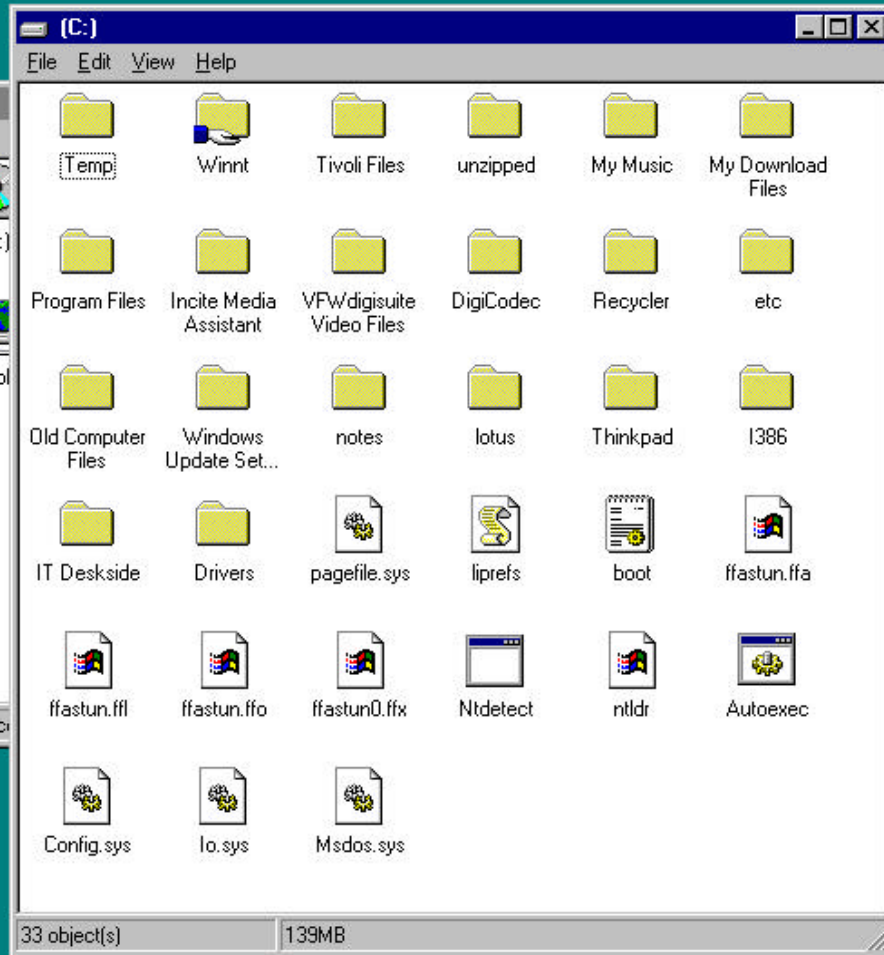 (C:)
File Edit View Help
Temp Winnt Tivoli Files unzipped My Music My Download
Files
Program Files Incite Media VFWdigisuite DigiCodec Recycler etc
Assistant Video Files
Old Computer Windows notes lotus Thinkpad I386
Files Update Set...
IT Deskside Drivers pagefile.sys liprefs boot ffastun.ffa
ffastun.ffl ffastun.ffo ffastun0.ffx Ntdetect ntldr Autoexec
Config.sys Io.sys Msdos.sys
33 object(s) 139MB